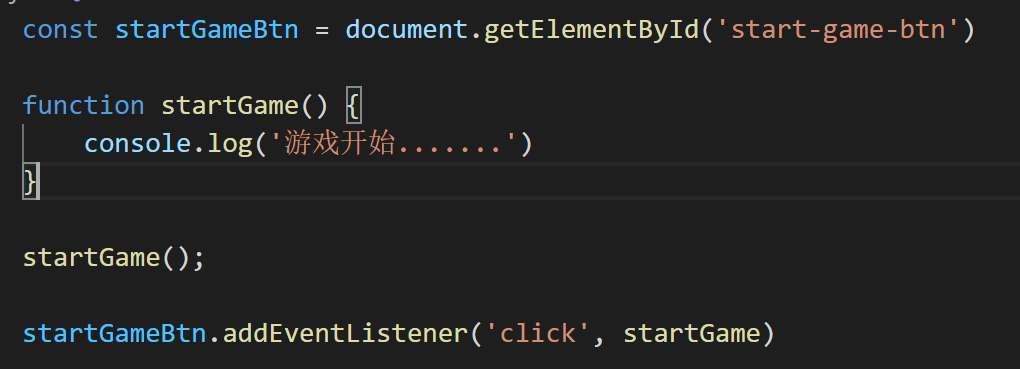 const startGameBtn = document.getElementById('start-game-btn')
function startGame() {
console.log('游戏开始.......')
}
startGame();
startGameBtn.addEventListener('click', startGame)